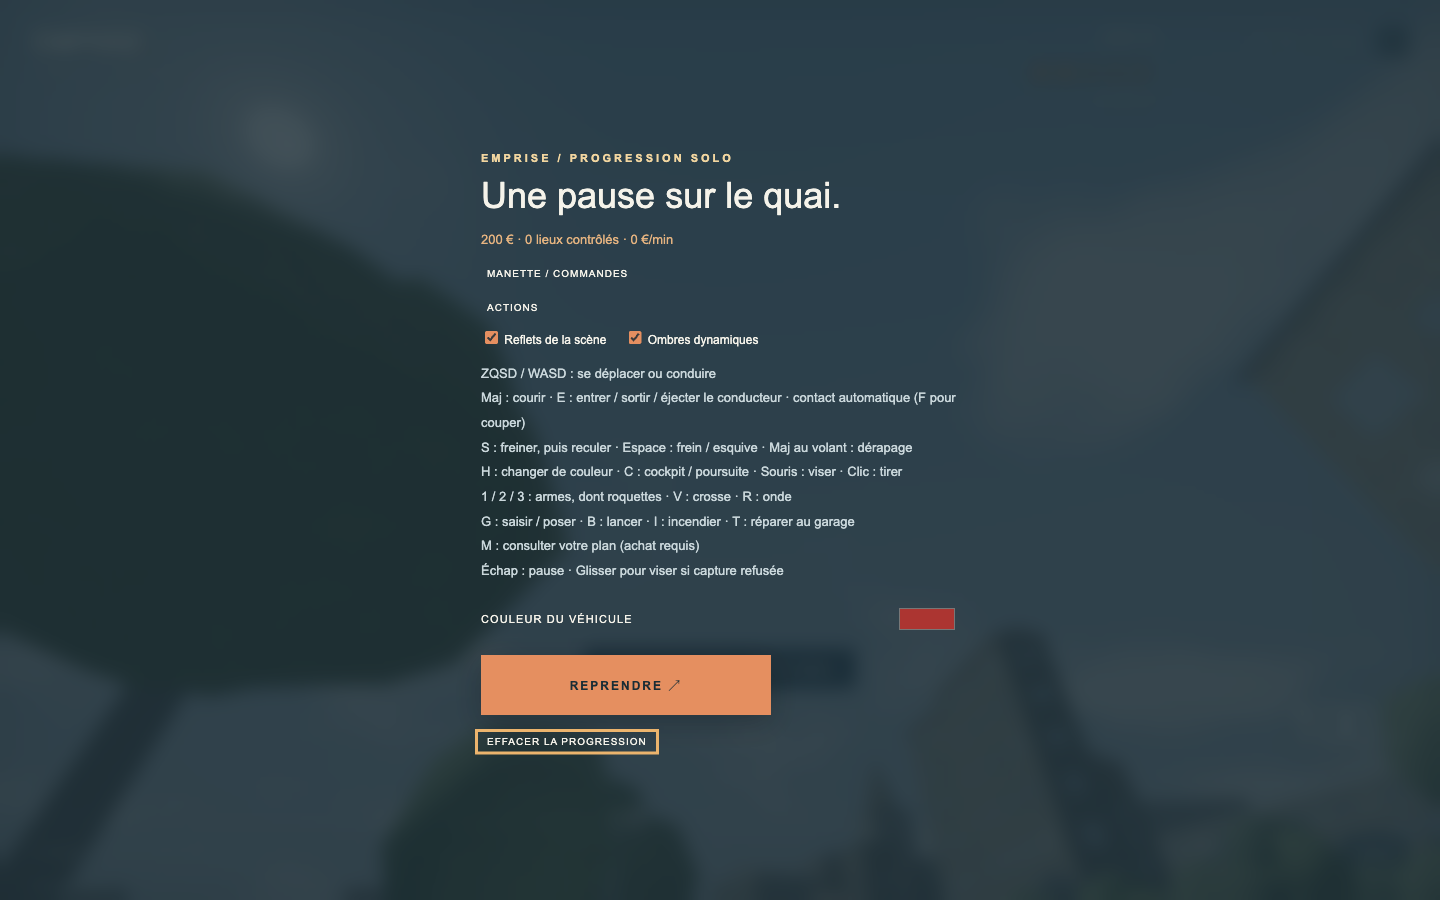 EMPRISE / PROGRESSION SOLO
Une pause sur le quai.
200 € · 0 lieux contrôlés · 0 €/min
MANETTE / COMMANDES
ACTIONS
Reflets de la scène
Ombres dynamiques
ZQSD / WASD : se déplacer ou conduire
Maj : courir · E : entrer / sortir / éjecter le conducteur · contact automatique (F pour
couper)
S : freiner, puis reculer · Espace : frein / esquive · Maj au volant : dérapage
H : changer de couleur · C : cockpit / poursuite · Souris : viser · Clic : tirer
1 / 2 / 3 : armes, dont roquettes · V : crosse · R : onde
G : saisir / poser · B : lancer · I : incendier · T : réparer au garage
M : consulter votre plan (achat requis)
Échap : pause · Glisser pour viser si capture refusée
COULEUR DU VÉHICULE
REPRENDRE ↗
EFFACER LA PROGRESSION